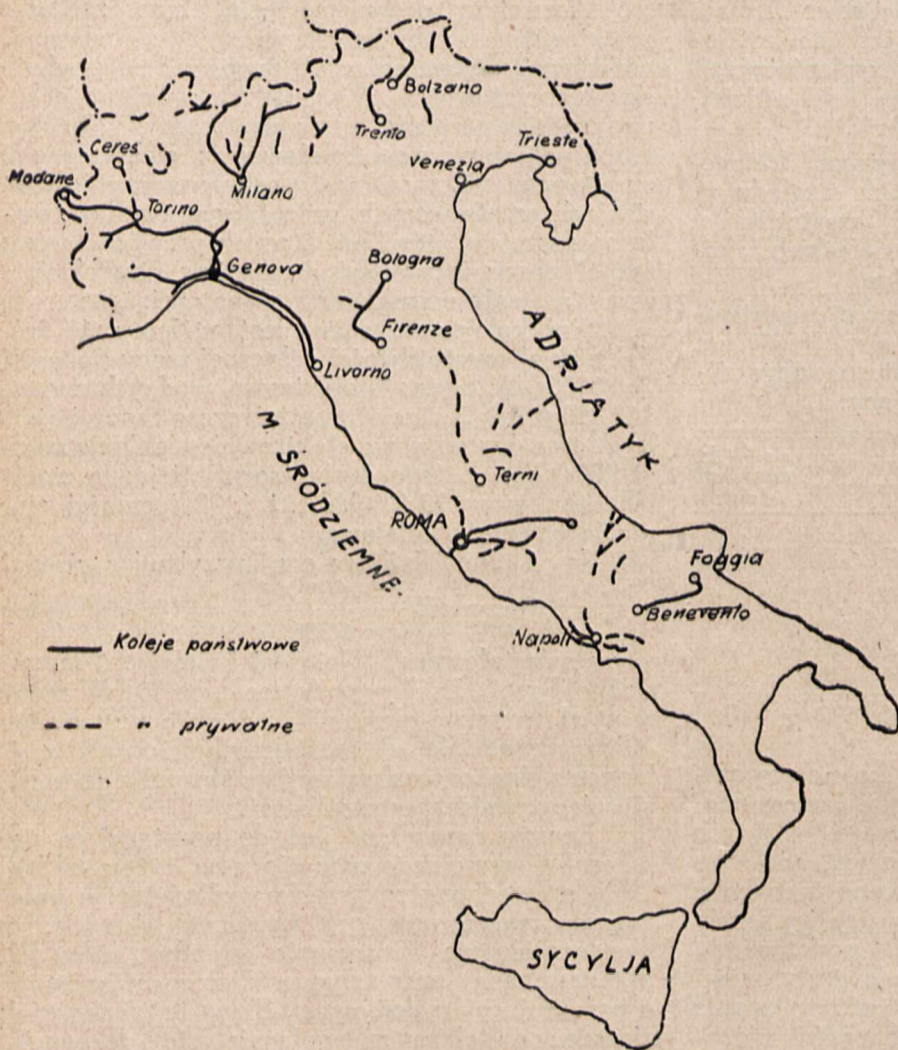 Bolzano
Trento
Ceres
Trieste
Venezia
Modane
Milano
Torino
Genova
Bologna
Firenze
ADRJATYK
Livorno
M. ŚRÓDZIEMNE.
Terni
ROMA
Foggia
Benevento
Napoli
Koleje państwowe
" prywatne
SYCYLJA